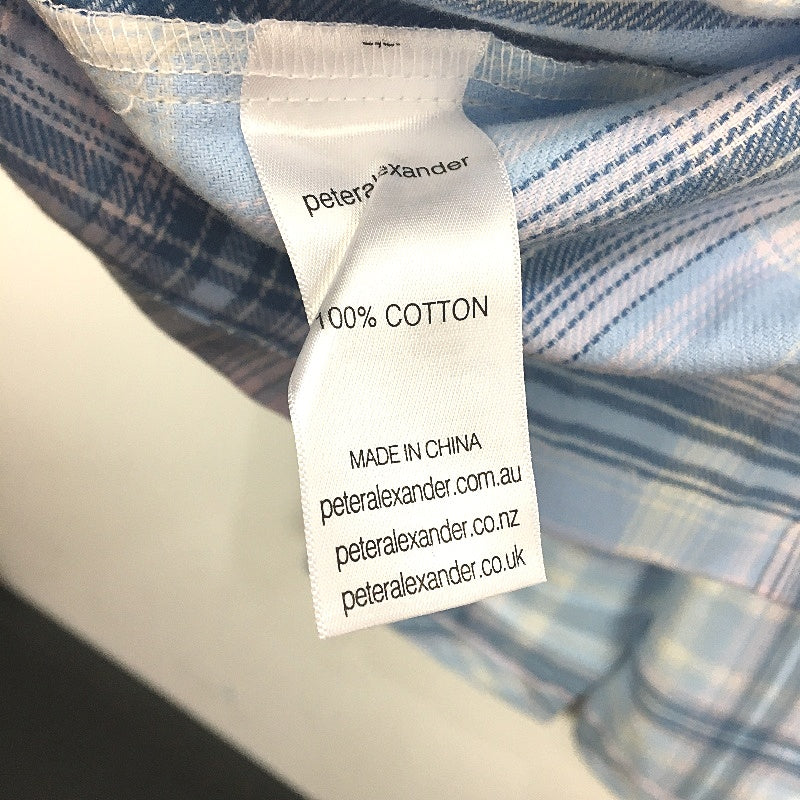 peteralexander
100% COTTON
MADE IN CHINA
peteralexander.com.au
peteralexander.co.nz
peteralexander.co.uk